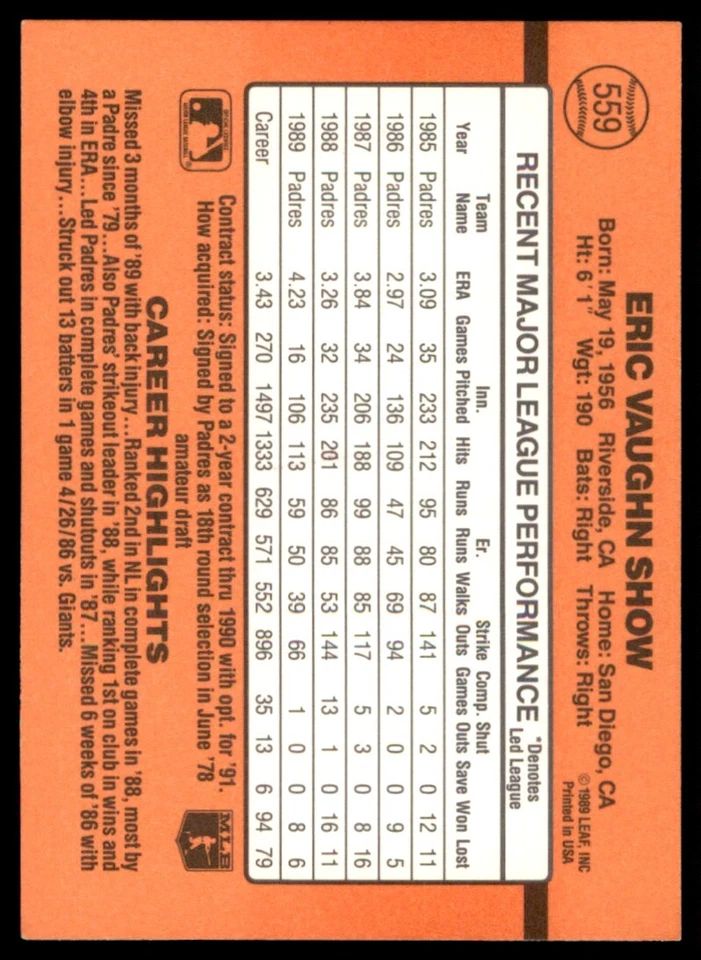 559
ERIC VAUGHN SHOW
Born: May 19, 1956 Riverside, CA Home: San Diego, CA
Ht: 6'1" Wgt: 190 Bats: Right Throws: Right
© 1989 LEAF, INC
Printed in USA
RECENT MAJOR LEAGUE PERFORMANCE *Denotes Led League
Year Team Name ERA Games Inn. Pitched Hits Runs Er. Runs Walks Strike Outs Comp. Games Shut Outs Save Won Lost
1985 Padres 3.09 35 233 212 95 80 87 141 5 2 0 12 11
1986 Padres 2.97 24 136 109 47 45 69 94 2 0 0 9 5
1987 Padres 3.84 34 206 188 99 88 85 117 5 3 0 8 16
1988 Padres 3.26 32 235 201 86 85 53 144 13 1 0 16 11
1989 Padres 4.23 16 106 113 59 50 39 66 1 0 0 8 6
Career 3.43 270 1497 1333 629 571 552 896 35 13 6 94 79
Contract status: Signed to a 2-year contract thru 1990 with opt. for '91.
How acquired: Signed by Padres as 18th round selection in June '78
amateur draft
MLE
CAREER HIGHLIGHTS
Missed 3 months of '89 with back injury...Ranked 2nd in NL in complete games in '88, most by
a Padre since '79...Also Padres' strikeout leader in '88, while ranking 1st on club in wins and
4th in ERA...Led Padres in complete games and shutouts in '87...Missed 6 weeks of '86 with
elbow injury...Struck out 13 batters in 1 game 4/26/86 vs. Giants.